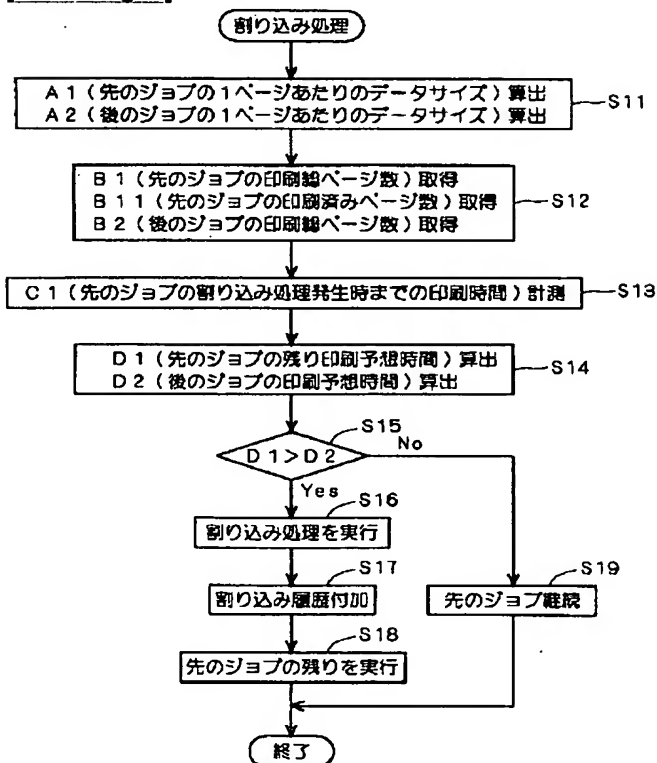 割り込み処理
A1(先のジョブの1ページあたりのデータサイズ)算出
A2(後のジョブの1ページあたりのデータサイズ)算出
S11
B1(先のジョブの印刷総ページ数)取得
B11(先のジョブの印刷済みページ数)取得
B2(後のジョブの印刷総ページ数)取得
S12
C1(先のジョブの割り込み処理発生時までの印刷時間)計測
S13
D1(先のジョブの残り印刷予想時間)算出
D2(後のジョブの印刷予想時間)算出
S14
S15
D1>D2
No
Yes
S16
割り込み処理を実行
S17
割り込み履歴付加
S19
先のジョブ継続
S18
先のジョブの残りを実行
終了